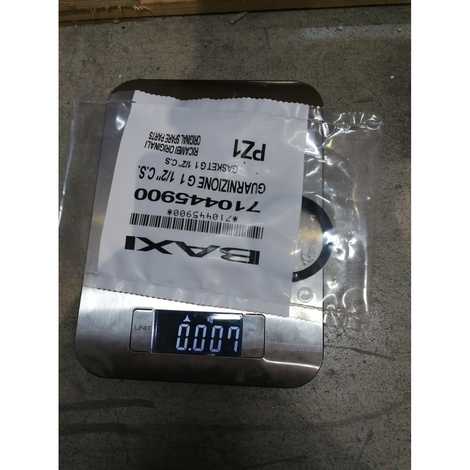 BAXI
*710445900*
710445900
GUARNIZIONE G 1 1/2" C.S.
GASKET G 1 1/2" C.S
PZ1
RICAMBI ORIGINALI
ORIGINAL SPARE PARTS
UNIT
0.007